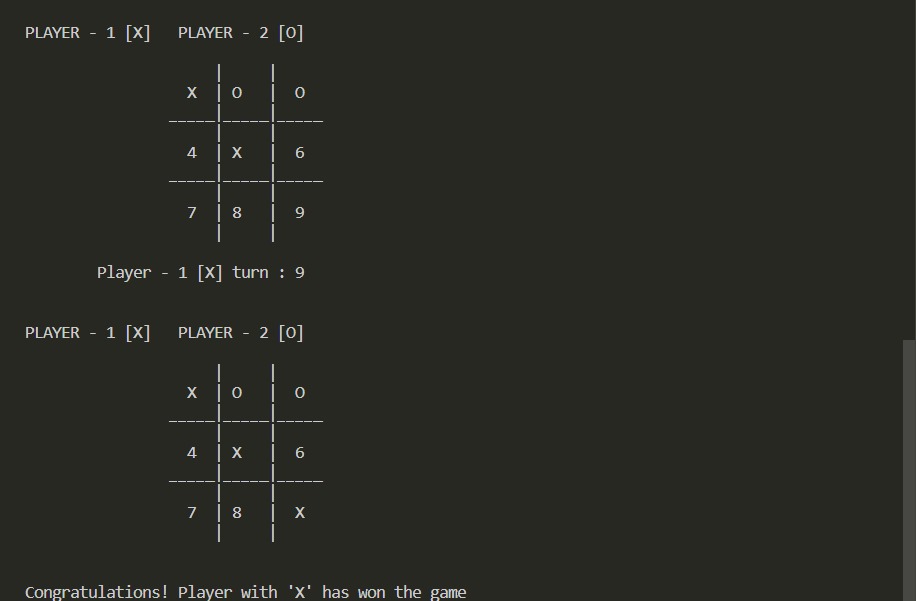 PLAYER - 1 [X]   PLAYER - 2 [O]
     |     |
  X  | O   |  O
_____|_____|_____
     |     |
  4  | X   |  6
_____|_____|_____
     |     |
  7  | 8   |  9
     |     |
Player - 1 [X] turn : 9
PLAYER - 1 [X]   PLAYER - 2 [O]
     |     |
  X  | O   |  O
_____|_____|_____
     |     |
  4  | X   |  6
_____|_____|_____
     |     |
  7  | 8   |  X
     |     |
Congratulations! Player with 'X' has won the game